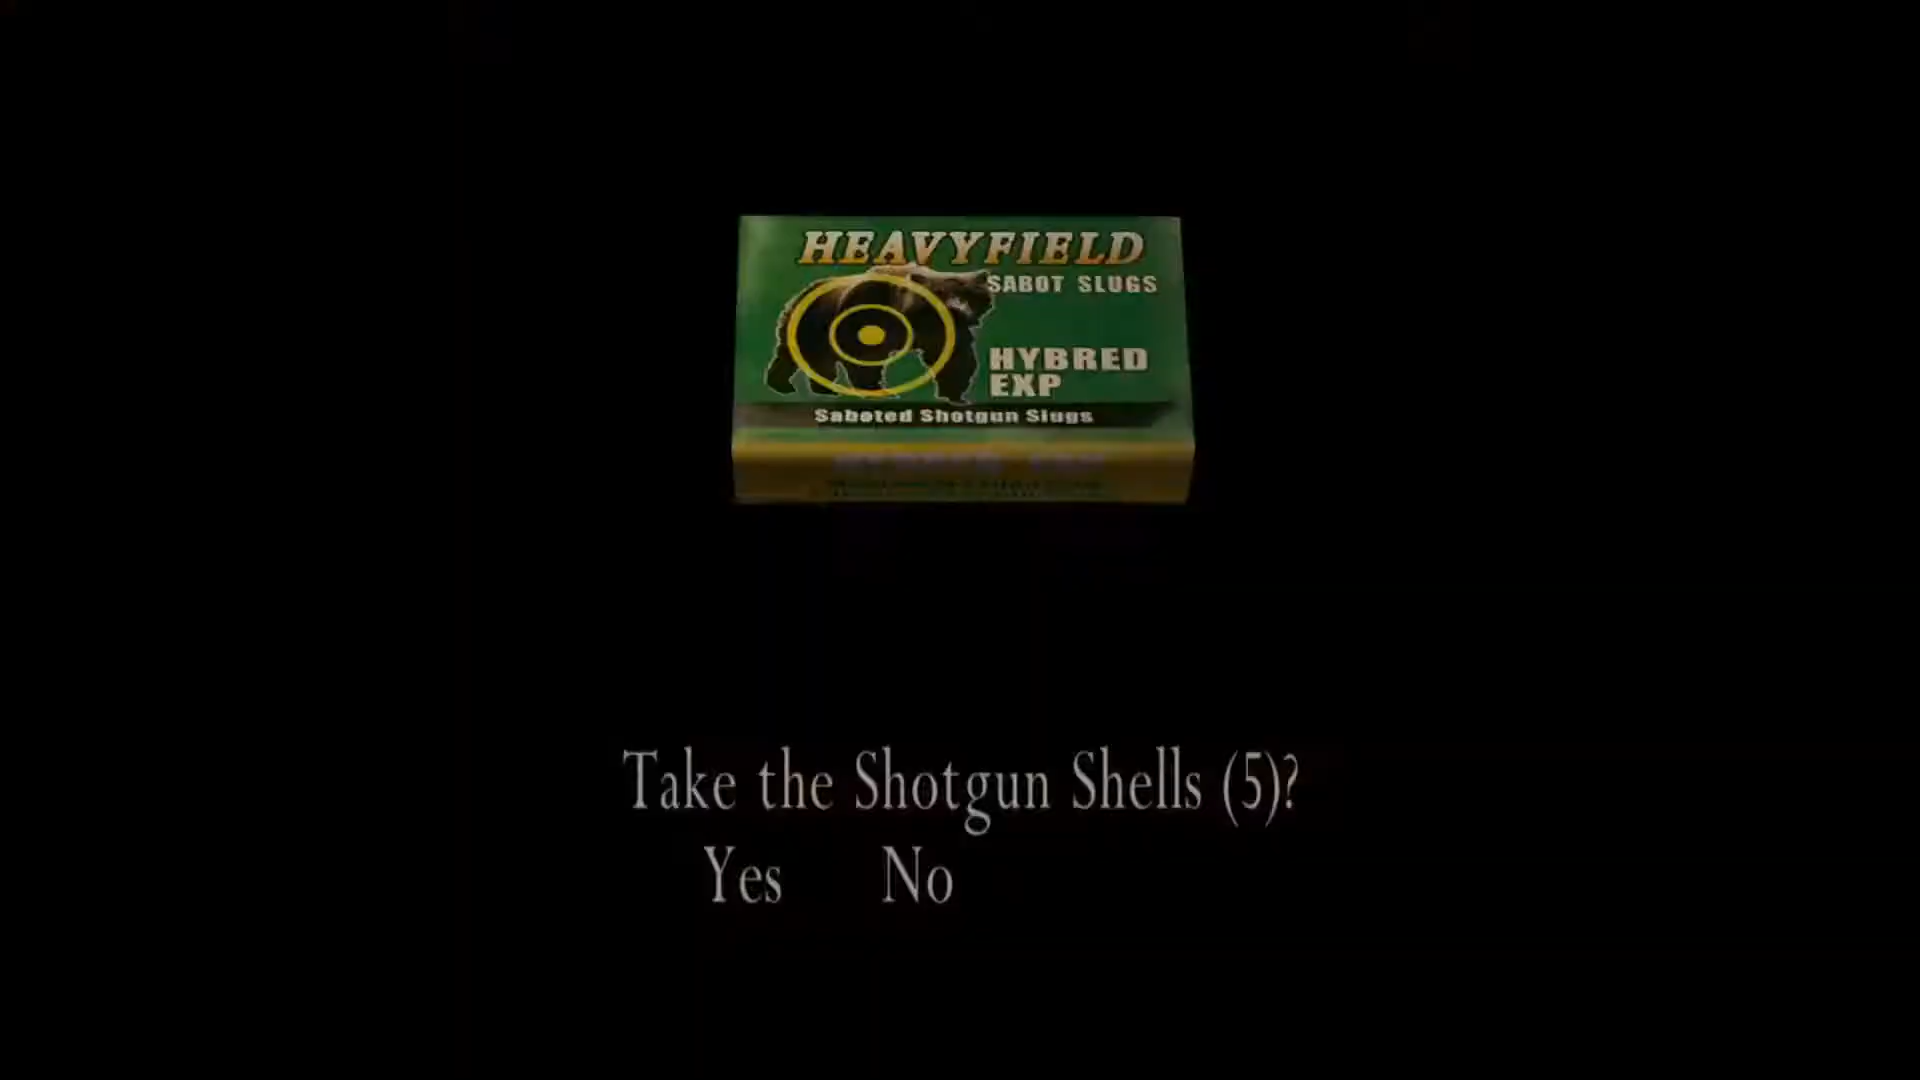 HEAVYFIELD
SABOT SLUGS
HYBRED
EXP
Saboted Shotgun Slugs
Take the Shotgun Shells (5)?
Yes No